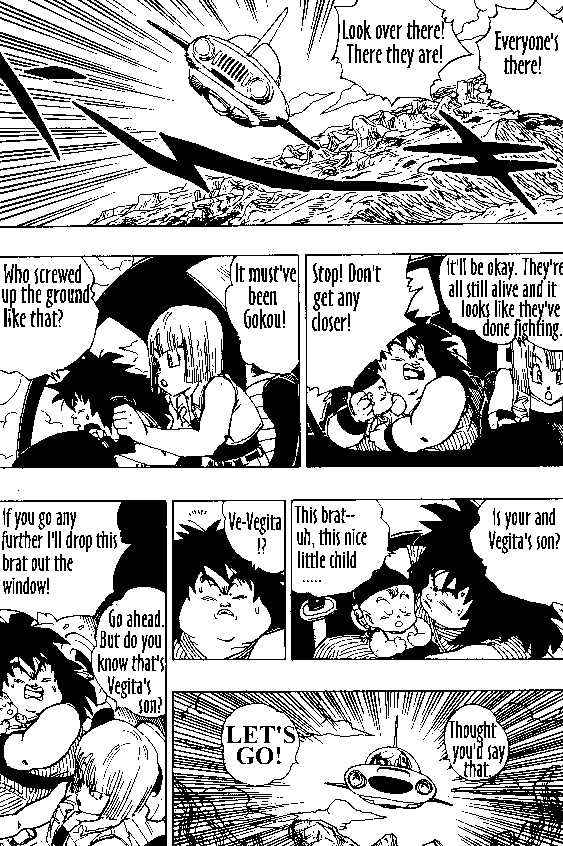 Look over there!
There they are!
Everyone's
there!
Who screwed
up the ground
like that?
It must've
been
Gokou!
Stop! Don't
get any
closer!
It'll be okay. They're
all still alive and it
looks like they've
done fighting.
If you go any
further I'll drop this
brat out the
window!
Go ahead.
But do you
know that's
Vegita's
son?
Ve-Vegita
!?
This brat--
uh, this nice
little child
.....
Is your and
Vegita's son?
LET'S
GO!
Thought
you'd say
that.